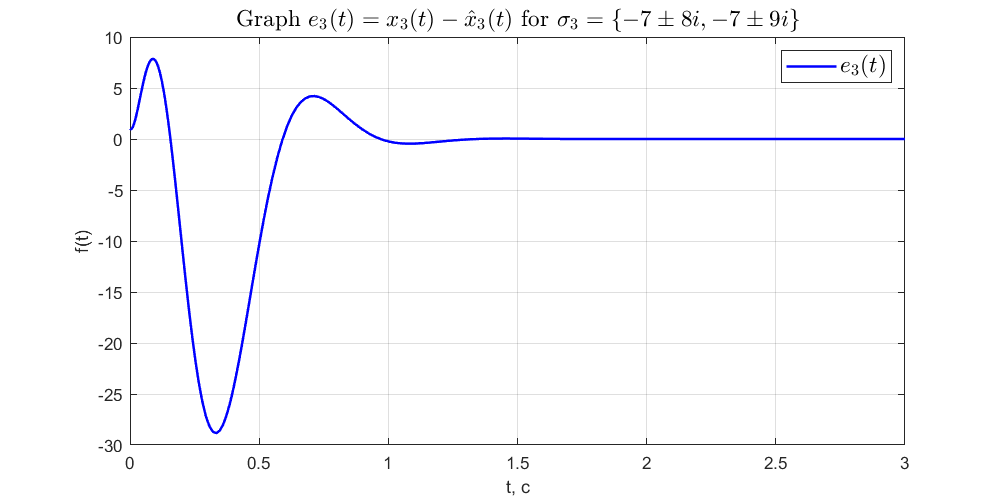 Graph e₃(t) = x₃(t) − x̂₃(t) for σ₃ = {−7 ± 8i, −7 ± 9i}
e₃(t)
10
5
0
-5
-10
-15
-20
-25
-30
f(t)
0 0.5 1 1.5 2 2.5 3
t, c